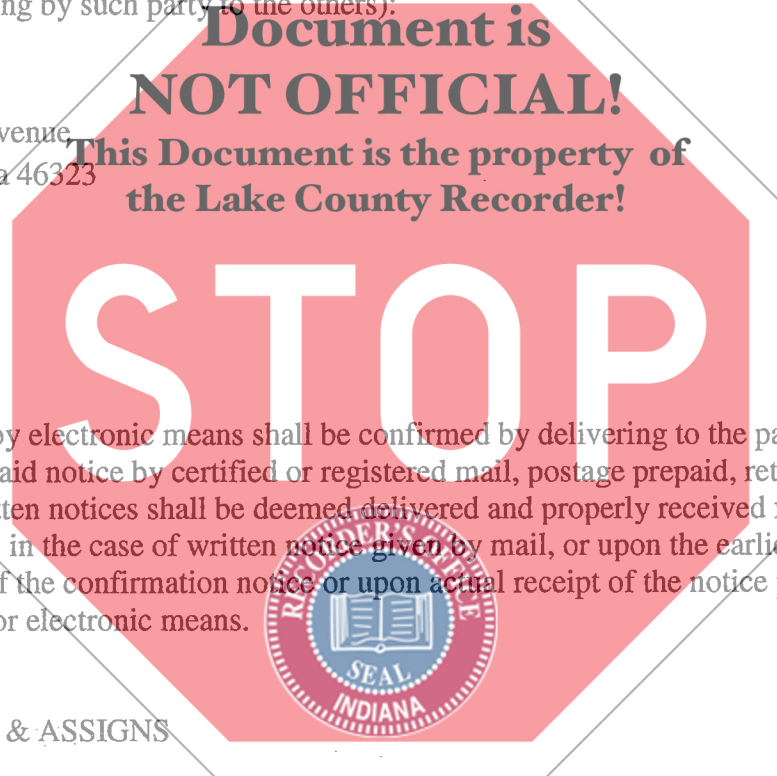 ng by such party to the others):
Document is
NOT OFFICIAL!
venue
This Document is the property of
a 46323
the Lake County Recorder!
STOP
by electronic means shall be confirmed by delivering to the pa
aid notice by certified or registered mail, postage prepaid, ret
ten notices shall be deemed delivered and properly received
in the case of written notice given by mail, or upon the earlie
f the confirmation notice or upon actual receipt of the notice
or electronic means.
RECORDER'S OFFICE
SEAL
INDIANA
& ASSIGNS